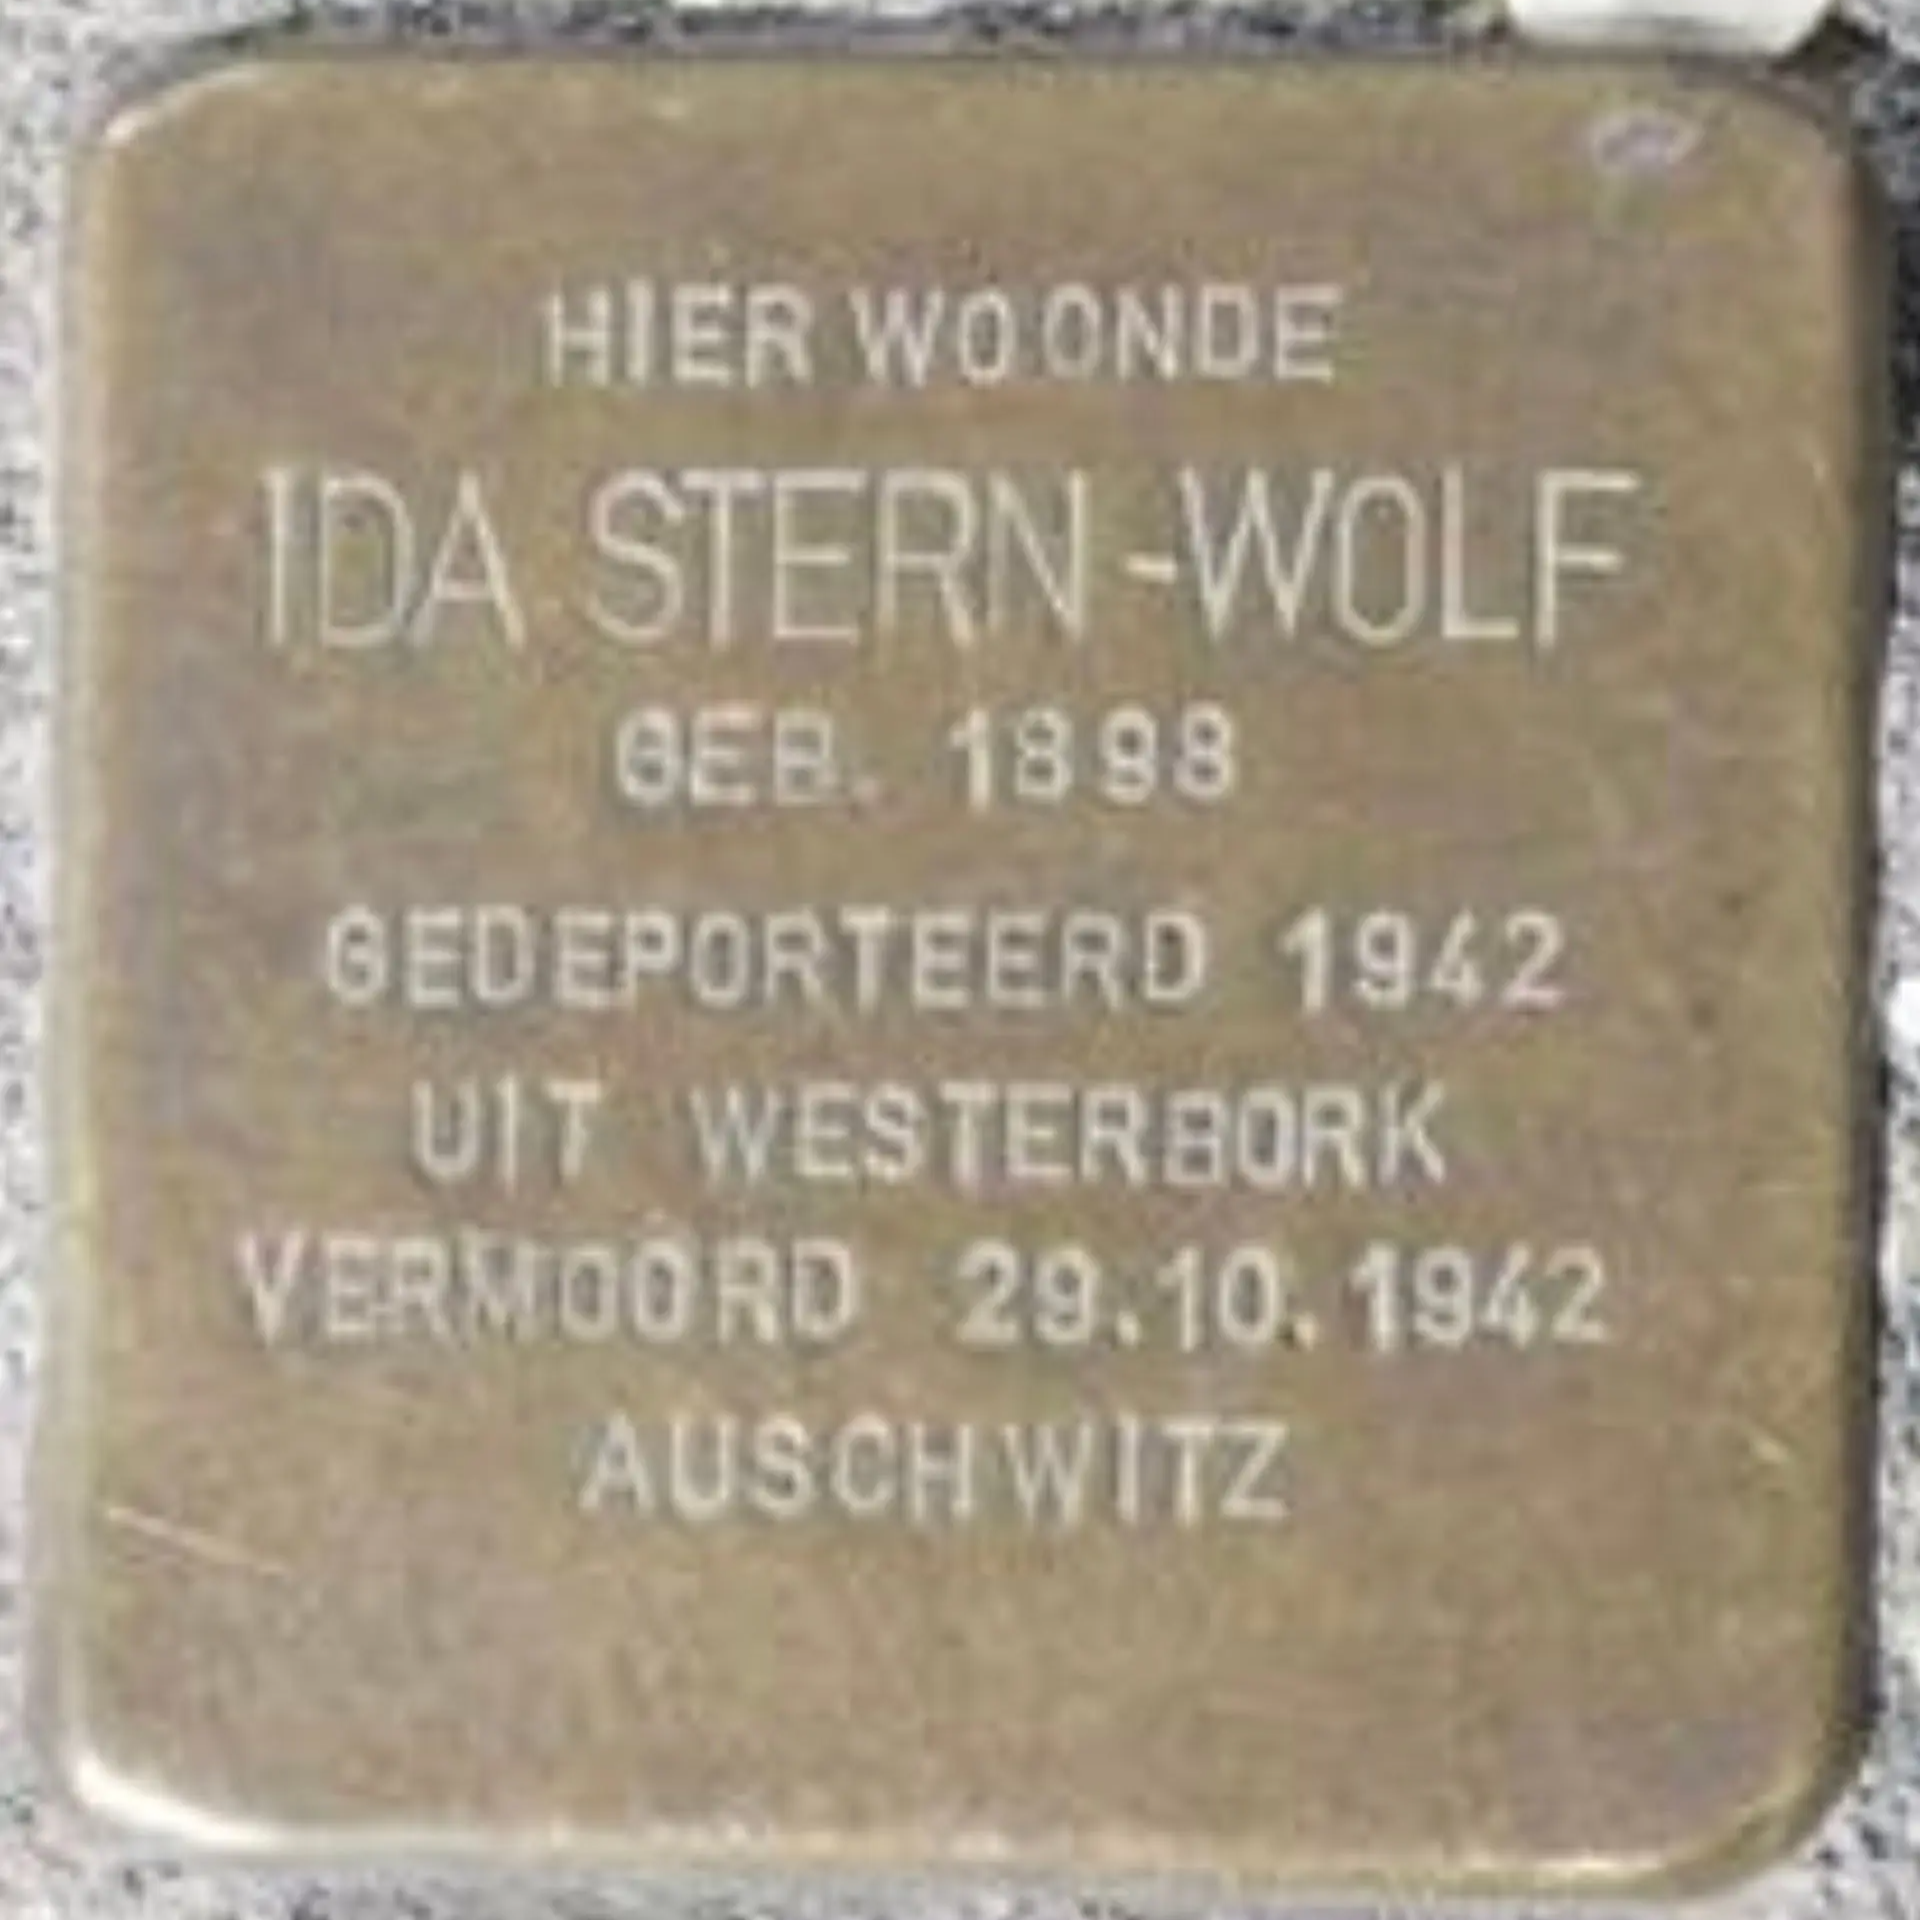 HIER WOONDE
IDA STERN-WOLF
GEB. 1898
GEDEPORTEERD 1942
UIT WESTERBORK
VERMOORD 29.10.1942
AUSCHWITZ